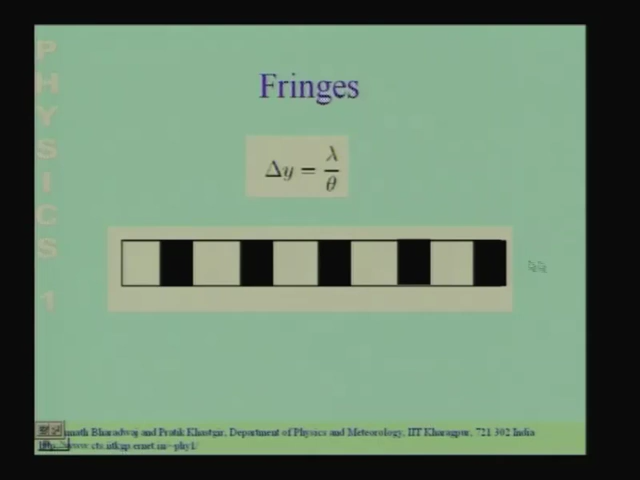 PHYSICS 1
Fringes
Δy = λ/θ
math Bharadwaj and Pratik Khastgir, Department of Physics and Meteorology, IIT Kharagpur, 721 302 India
www.cts.iitkgp.ernet.in/~phy1/